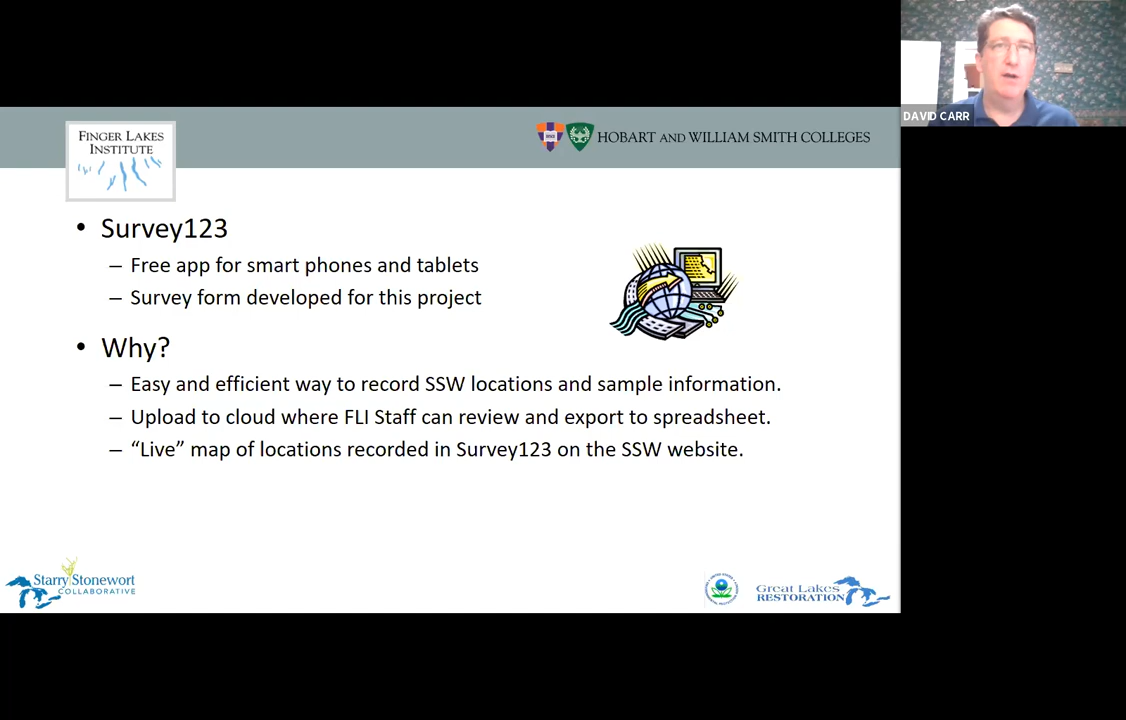 DAVID CARR
FINGER LAKES
INSTITUTE
HOBART AND WILLIAM SMITH COLLEGES
• Survey123
– Free app for smart phones and tablets
– Survey form developed for this project
• Why?
– Easy and efficient way to record SSW locations and sample information.
– Upload to cloud where FLI Staff can review and export to spreadsheet.
– “Live” map of locations recorded in Survey123 on the SSW website.
Starry Stonewort
COLLABORATIVE
Great Lakes
RESTORATION